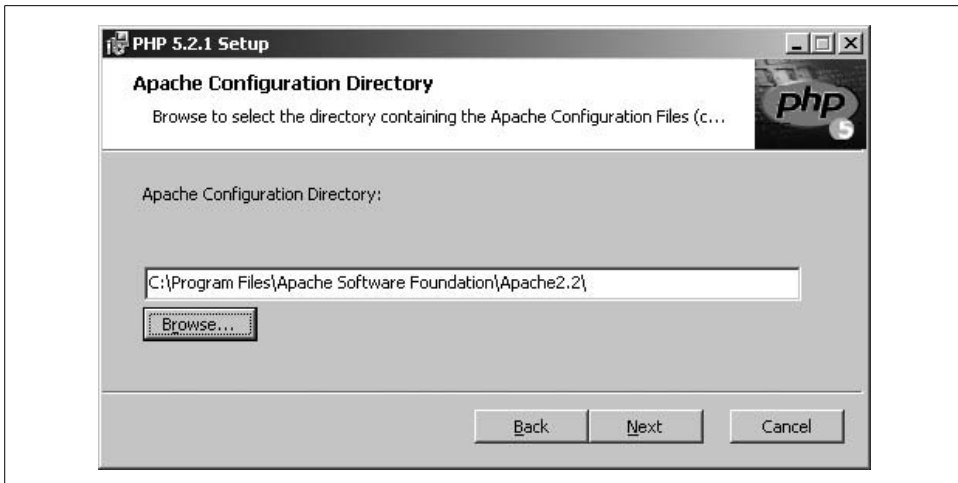 PHP 5.2.1 Setup
Apache Configuration Directory
Browse to select the directory containing the Apache Configuration Files (c...
php
5
Apache Configuration Directory:
C:\Program Files\Apache Software Foundation\Apache2.2\
Browse...
Back
Next
Cancel